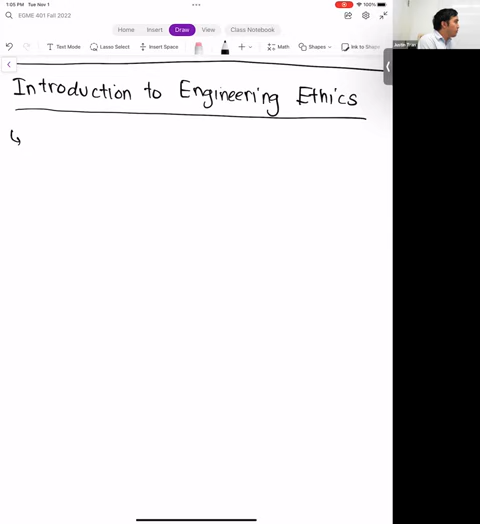 1:05 PM Tue Nov 1
100%
EGME 401 Fall 2022
Home Insert Draw View Class Notebook
Text Mode Lasso Select Insert Space Math Shapes Ink to Shape
Introduction to Engineering Ethics
Justin